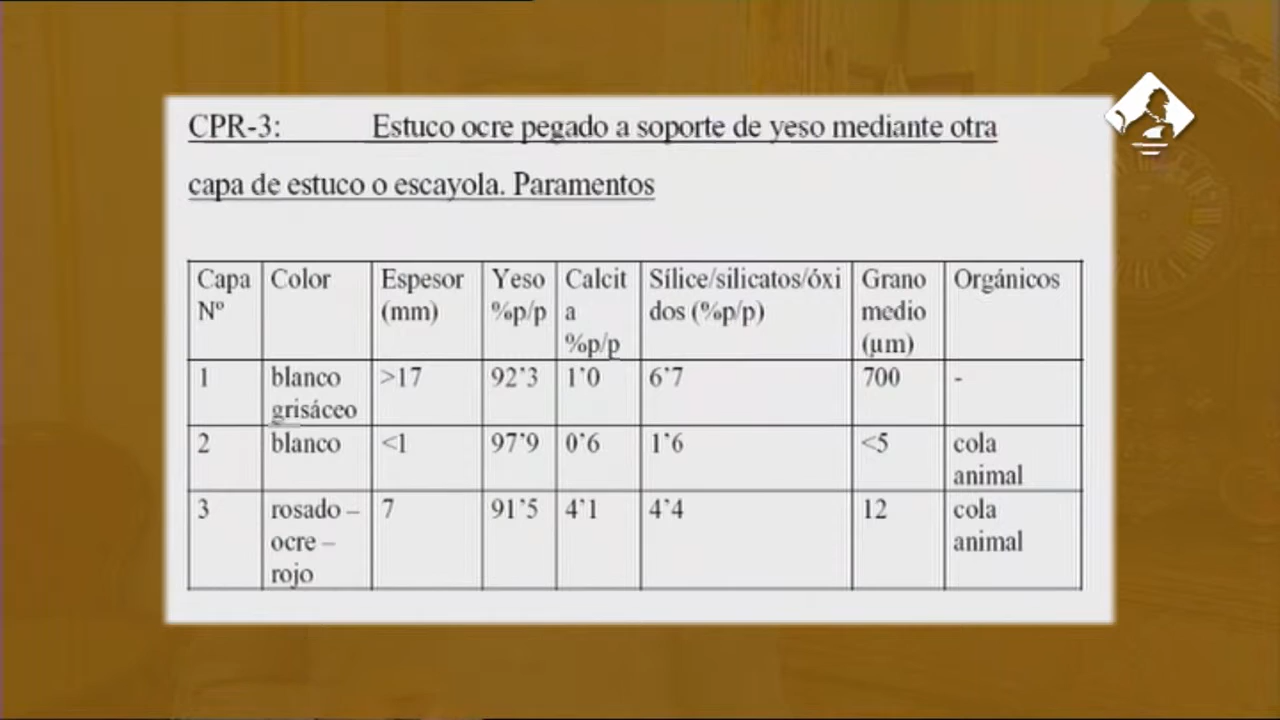 CPR-3: Estuco ocre pegado a soporte de yeso mediante otra
capa de estuco o escayola. Paramentos
Capa Nº Color Espesor (mm) Yeso %p/p Calcita %p/p Sílice/silicatos/óxidos (%p/p) Grano medio (µm) Orgánicos
1 blanco grisáceo >17 92'3 1'0 6'7 700 -
2 blanco <1 97'9 0'6 1'6 <5 cola animal
3 rosado – ocre – rojo 7 91'5 4'1 4'4 12 cola animal